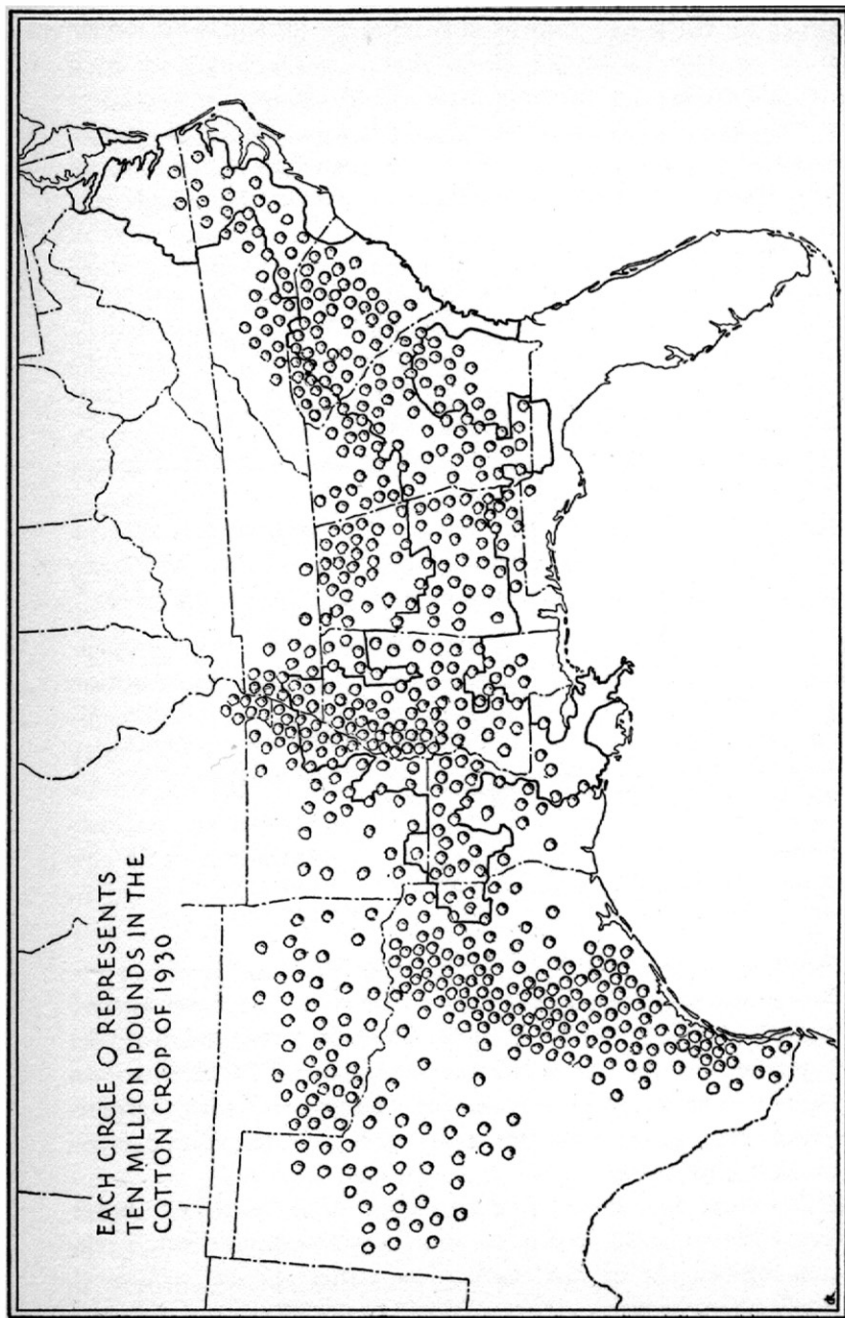 EACH CIRCLE O REPRESENTS
TEN MILLION POUNDS IN THE
COTTON CROP OF 1930